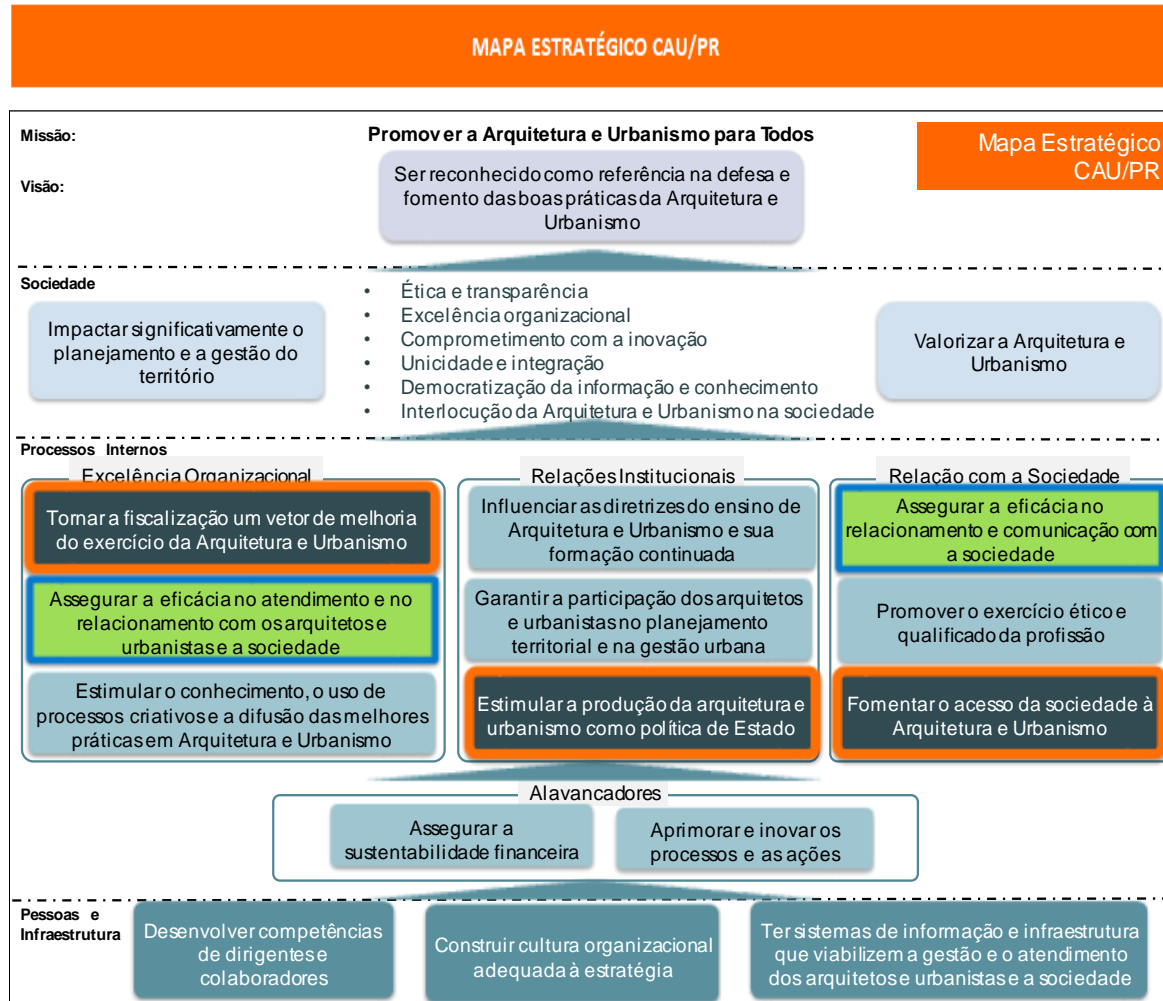 MAPA ESTRATÉGICO CAU/PR
Missão:
Promover a Arquitetura e Urbanismo para Todos
Mapa Estratégico
CAU/PR
Visão:
Ser reconhecido como referência na defesa e
fomento das boas práticas da Arquitetura e
Urbanismo
Sociedade
Impactar significativamente o
planejamento e a gestão do
território
• Ética e transparência
• Excelência organizacional
• Comprometimento com a inovação
• Unicidade e integração
• Democratização da informação e conhecimento
• Interlocução da Arquitetura e Urbanismo na sociedade
Valorizar a Arquitetura e
Urbanismo
Processos Internos
Excelência Organizacional
Tornar a fiscalização um vetor de melhoria
do exercício da Arquitetura e Urbanismo
Assegurar a eficácia no atendimento e no
relacionamento com os arquitetos e
urbanistas e a sociedade
Estimular o conhecimento, o uso de
processos criativos e a difusão das melhores
práticas em Arquitetura e Urbanismo
Relações Institucionais
Influenciar as diretrizes do ensino de
Arquitetura e Urbanismo e sua
formação continuada
Garantir a participação dos arquitetos
e urbanistas no planejamento
territorial e na gestão urbana
Estimular a produção da arquitetura e
urbanismo como política de Estado
Relação com a Sociedade
Assegurar a eficácia no
relacionamento e comunicação com
a sociedade
Promover o exercício ético e
qualificado da profissão
Fomentar o acesso da sociedade à
Arquitetura e Urbanismo
Alavancadores
Assegurar a
sustentabilidade financeira
Aprimorar e inovar os
processos e as ações
Pessoas e
Infraestrutura
Desenvolver competências
de dirigentes e
colaboradores
Construir cultura organizacional
adequada à estratégia
Ter sistemas de informação e infraestrutura
que viabilizem a gestão e o atendimento
dos arquitetos e urbanistas e a sociedade